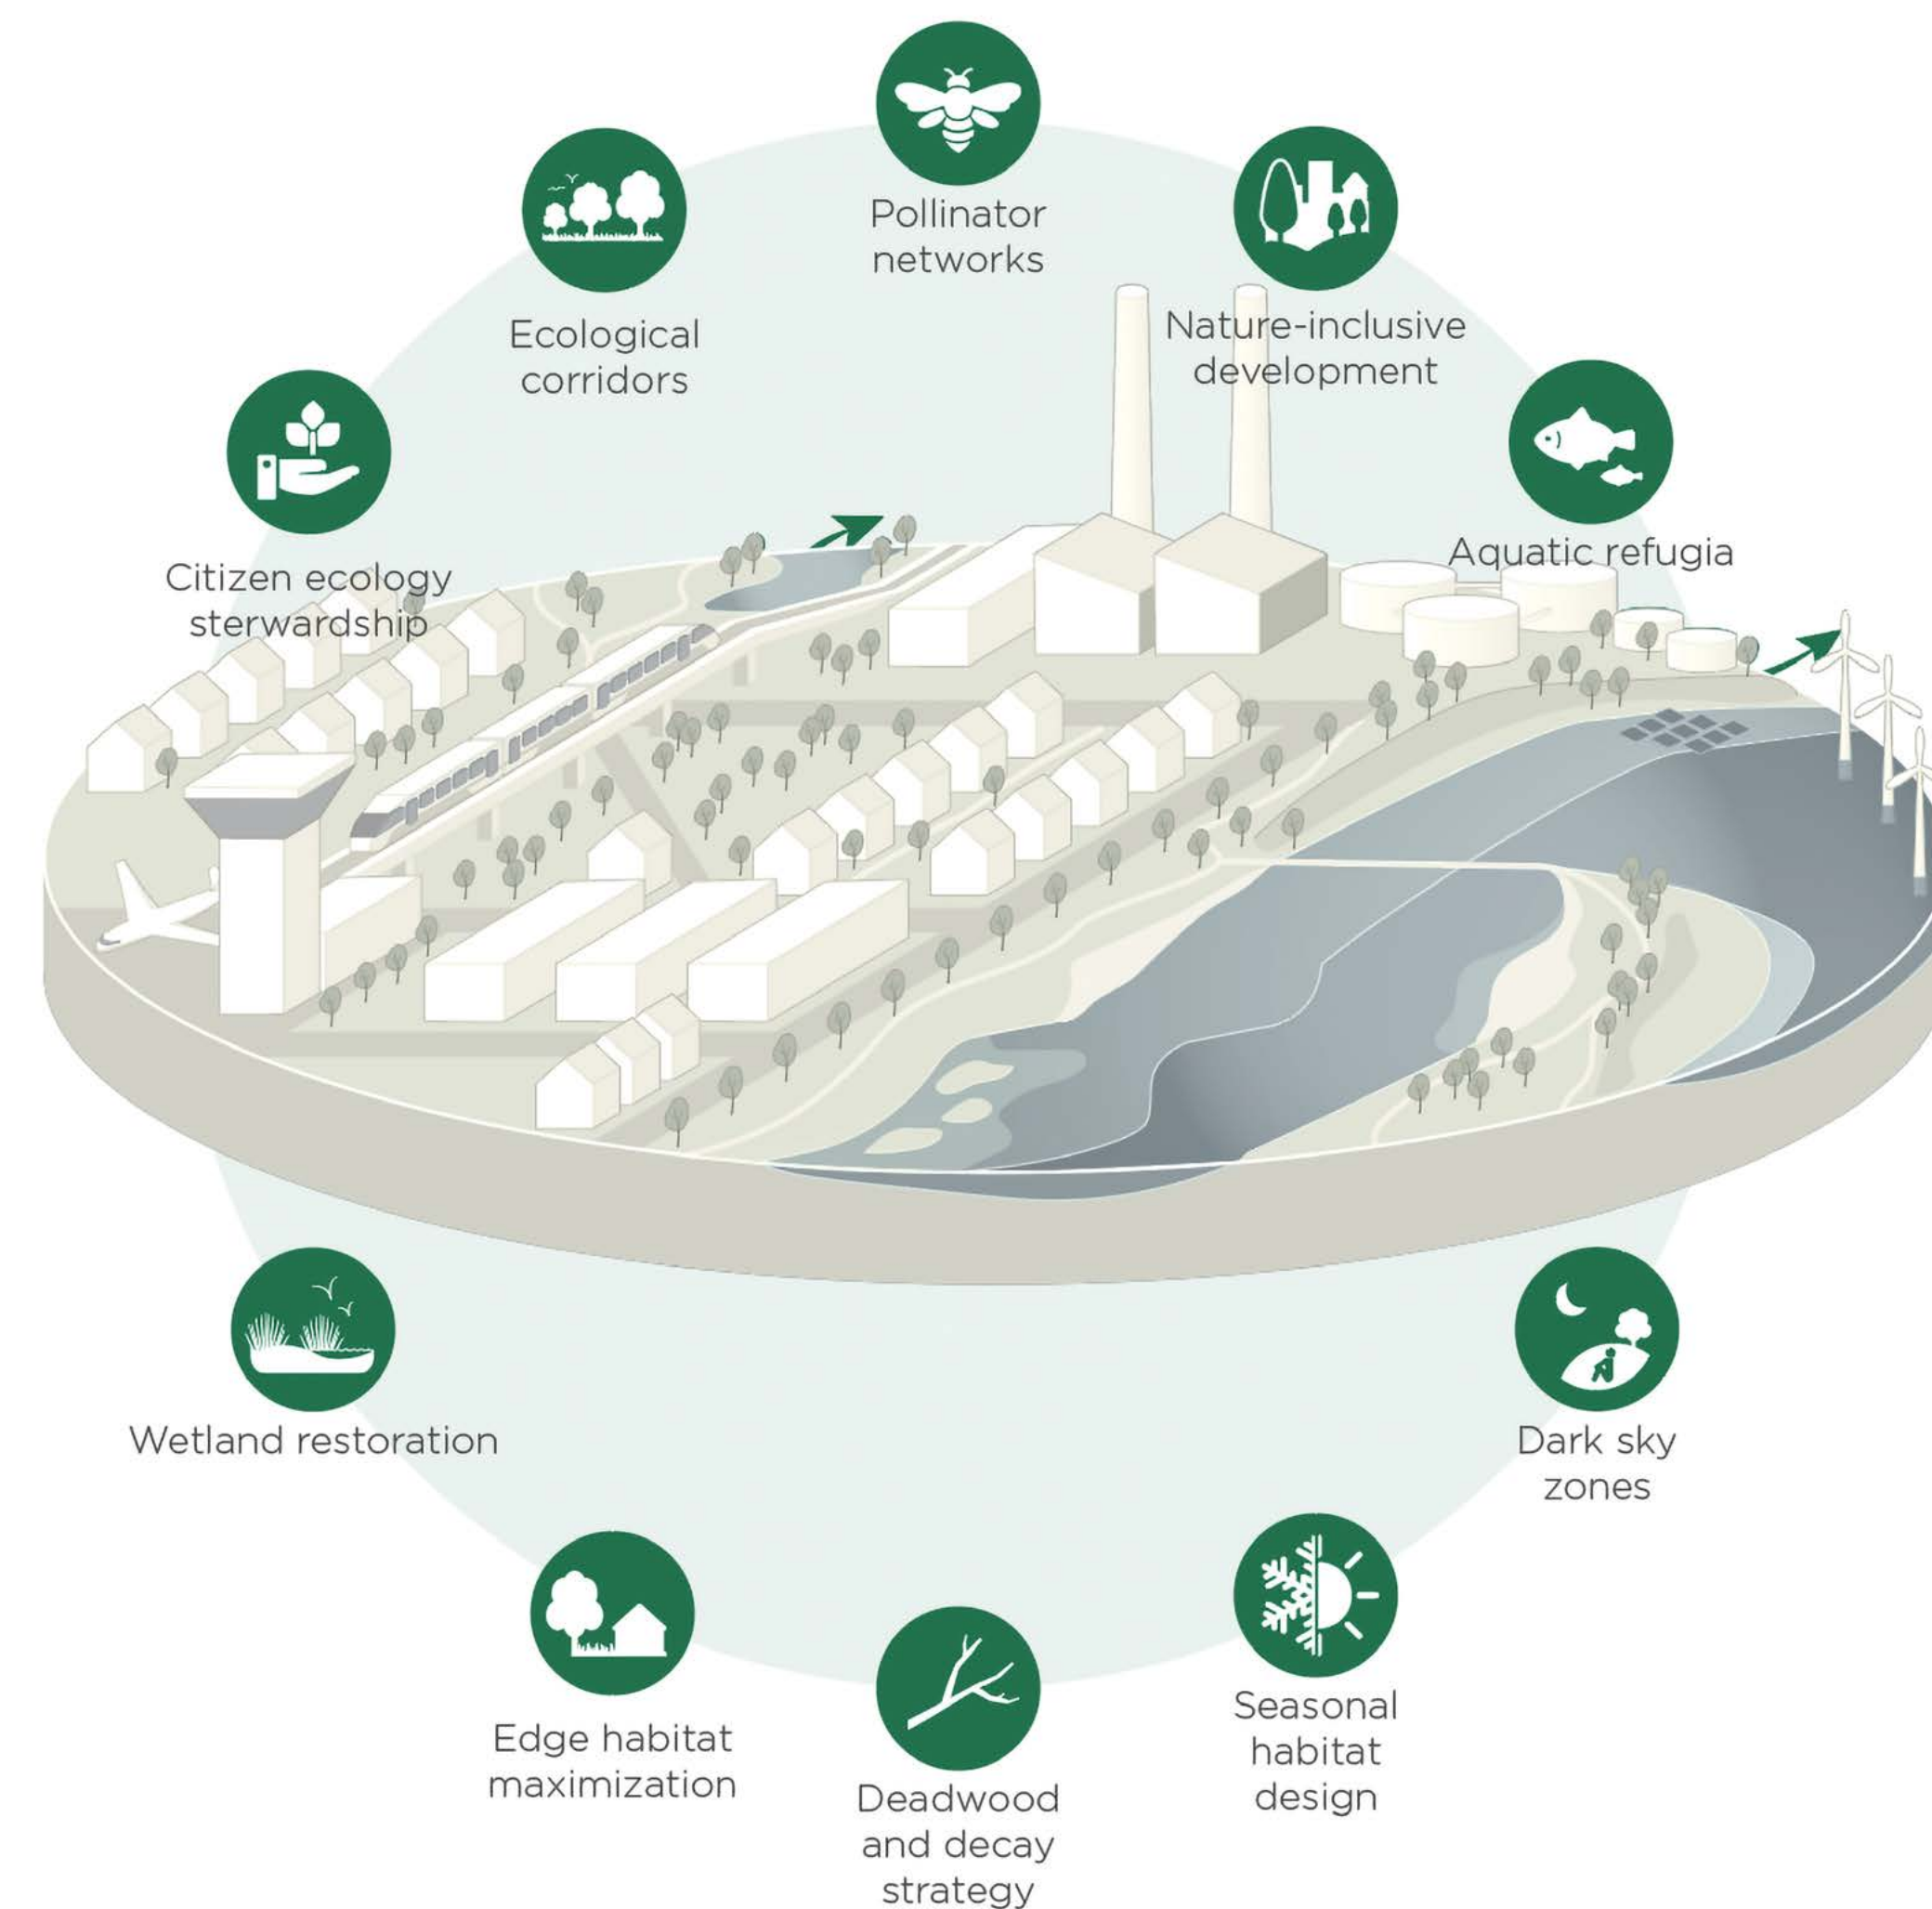 Pollinator
networks
Ecological
corridors
Nature-inclusive
development
Citizen ecology
sterwardship
Aquatic refugia
Wetland restoration
Dark sky
zones
Edge habitat
maximization
Deadwood
and decay
strategy
Seasonal
habitat
design